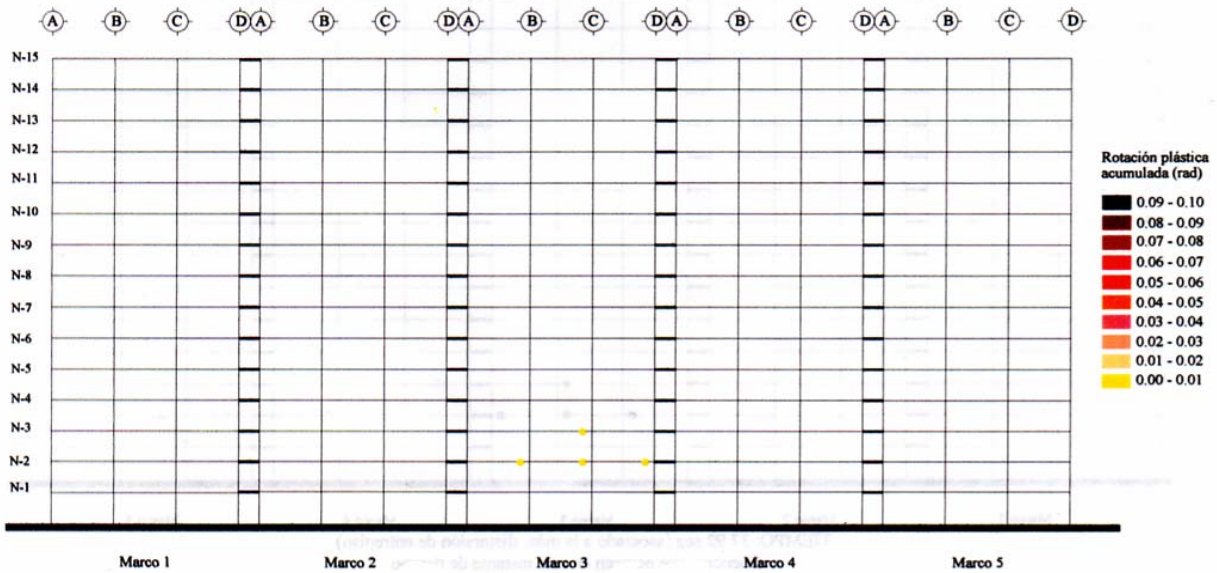 A B C D A B C D A B C D A B C D A B C D
N-15
N-14
N-13
N-12
N-11
N-10
N-9
N-8
N-7
N-6
N-5
N-4
N-3
N-2
N-1
Rotación plástica
acumulada (rad)
0.09 - 0.10
0.08 - 0.09
0.07 - 0.08
0.06 - 0.07
0.05 - 0.06
0.04 - 0.05
0.03 - 0.04
0.02 - 0.03
0.01 - 0.02
0.00 - 0.01
Marco 1 Marco 2 Marco 3 Marco 4 Marco 5